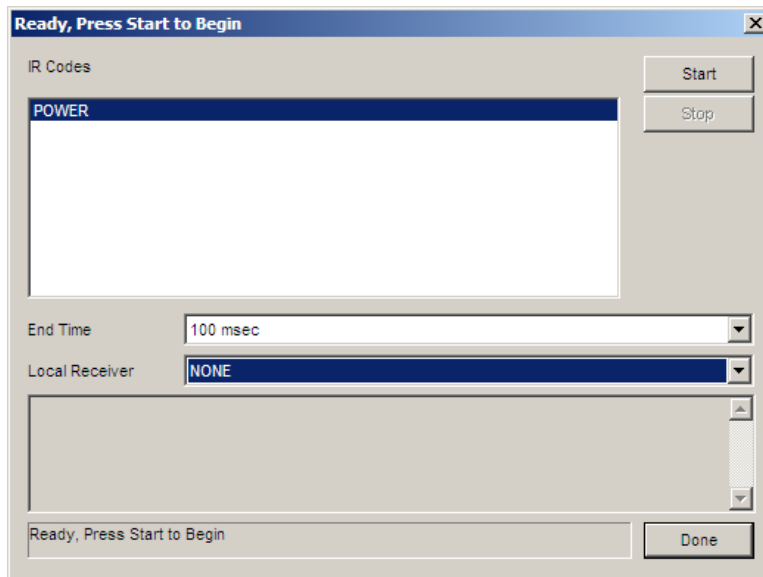 Ready, Press Start to Begin
IR Codes
Start
POWER
Stop
End Time
100 msec
Local Receiver
NONE
Ready, Press Start to Begin
Done